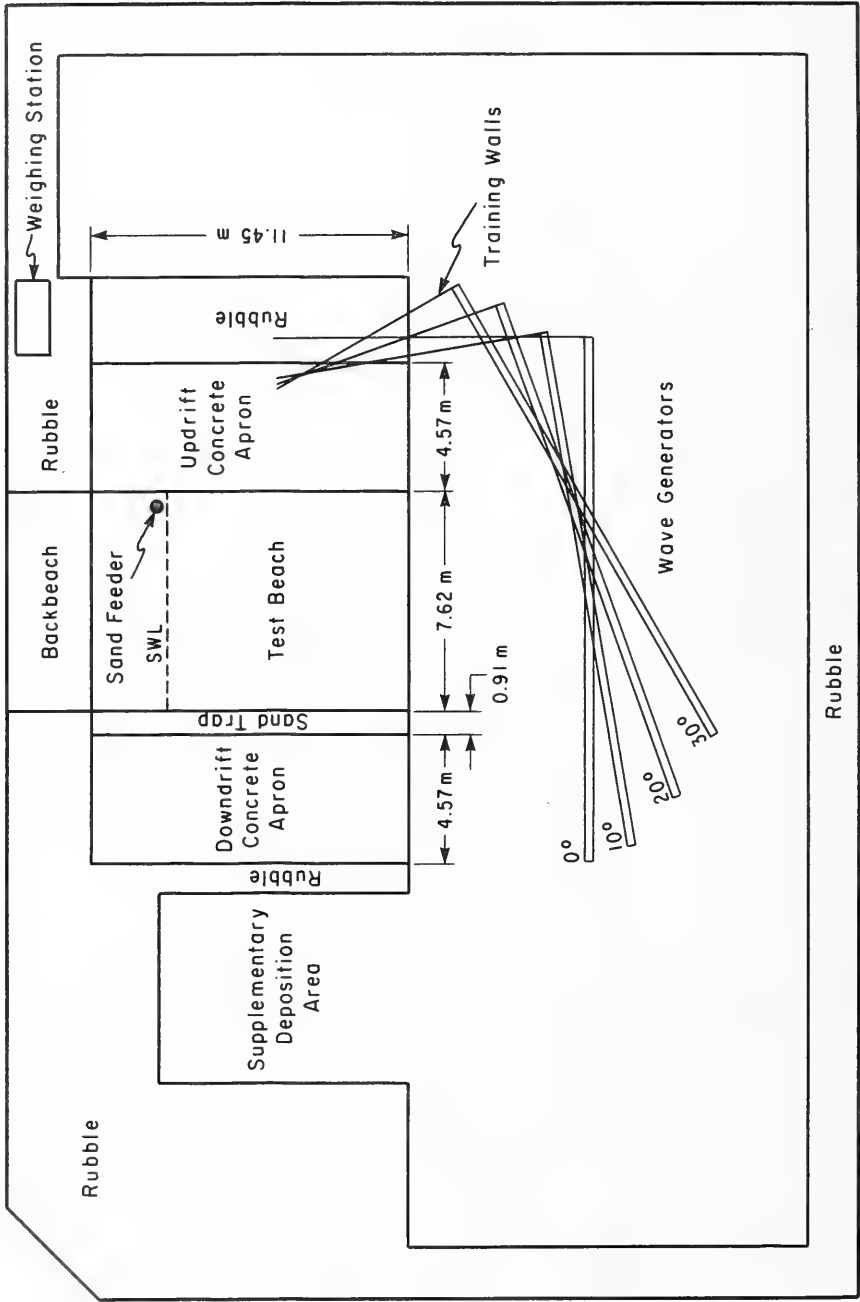 Weighing Station
Rubble
Backbeach
Sand Feeder
SWL
Updrift
Concrete
Apron
Rubble
11.45 m
Training Walls
Test Beach
Sand Trap
Downdrift
Concrete
Apron
Rubble
4.57 m
7.62 m
0.91 m
4.57 m
Supplementary
Deposition
Area
Rubble
Wave Generators
0°
10°
20°
30°
Rubble